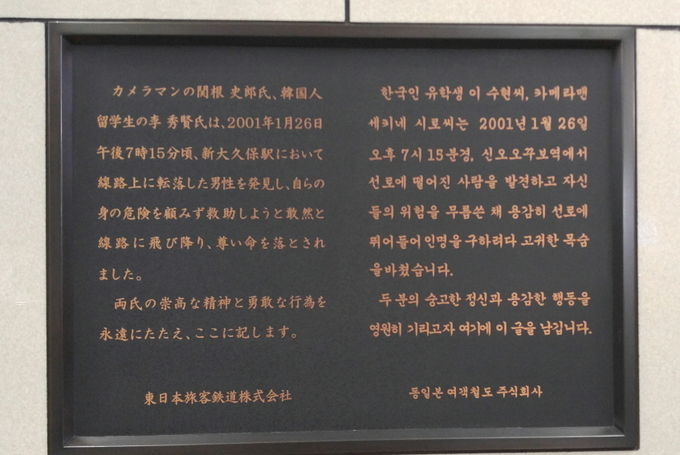 カメラマンの関根 史郎氏、韓国人
留学生の李 秀賢氏は、2001年1月26日
午後7時15分頃、新大久保駅において
線路上に転落した男性を発見し、自らの
身の危険を顧みず救助しようと敢然と
線路に飛び降り、尊い命を落とされ
ました。
両氏の崇高な精神と勇敢な行為を
永遠にたたえ、ここに記します。
東日本旅客鉄道株式会社
한국인 유학생 이 수현씨, 카메라맨
세키네 시로씨는 2001년 1월 26일
오후 7시 15분경, 신오오쿠보역에서
선로에 떨어진 사람을 발견하고 자신
들의 위험을 무릅쓴 채 용감히 선로에
뛰어들어 인명을 구하려다 고귀한 목숨
을 바쳤습니다.
두 분의 숭고한 정신과 용감한 행동을
영원히 기리고자 여기에 이 글을 남깁니다.
동일본 여객철도 주식회사